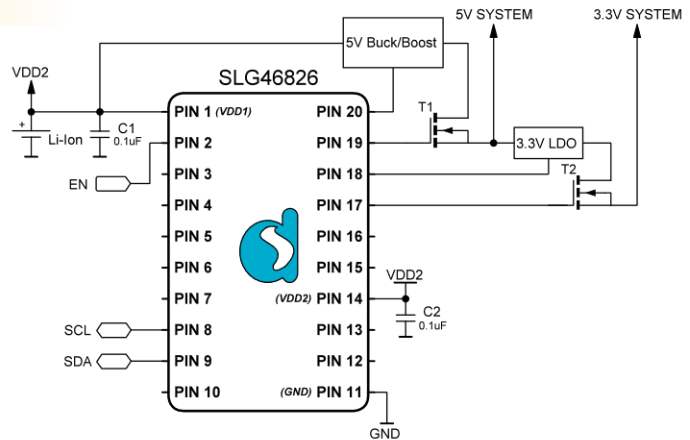 5V SYSTEM
3.3V SYSTEM
5V Buck/Boost
SLG46826
VDD2
T1
PIN 1 (VDD1)
PIN 20
+
Li-Ion
C1
0.1uF
PIN 2
PIN 19
3.3V LDO
EN
PIN 3
PIN 18
T2
PIN 4
PIN 17
PIN 5
PIN 16
PIN 6
PIN 15
VDD2
PIN 7
(VDD2) PIN 14
C2
0.1uF
SCL
PIN 8
PIN 13
SDA
PIN 9
PIN 12
PIN 10
(GND) PIN 11
GND